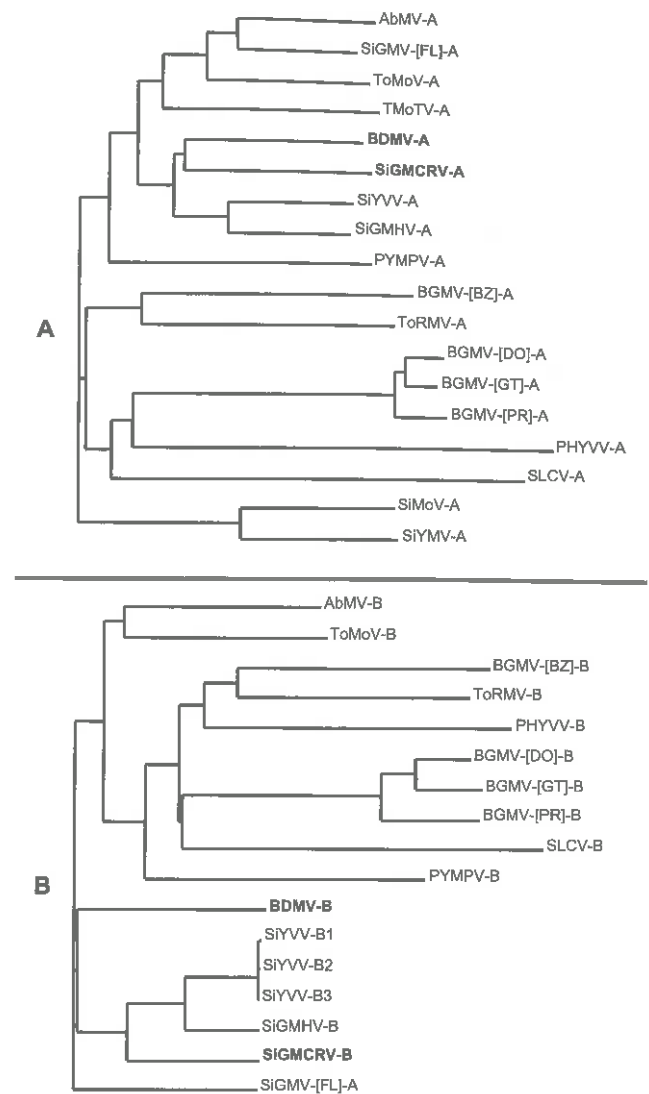 AbMV-A
SiGMV-[FL]-A
ToMoV-A
TMoTV-A
BDMV-A
SiGMCRV-A
SiYVV-A
SiGMHV-A
PYMPV-A
BGMV-[BZ]-A
A
ToRMV-A
BGMV-[DO]-A
BGMV-[GT]-A
BGMV-[PR]-A
PHYVV-A
SLCV-A
SiMoV-A
SiYMV-A
AbMV-B
ToMoV-B
BGMV-[BZ]-B
ToRMV-B
PHYVV-B
BGMV-[DO]-B
BGMV-[GT]-B
BGMV-[PR]-B
SLCV-B
PYMPV-B
B
BDMV-B
SiYVV-B1
SiYVV-B2
SiYVV-B3
SiGMHV-B
SiGMCRV-B
SiGMV-[FL]-A